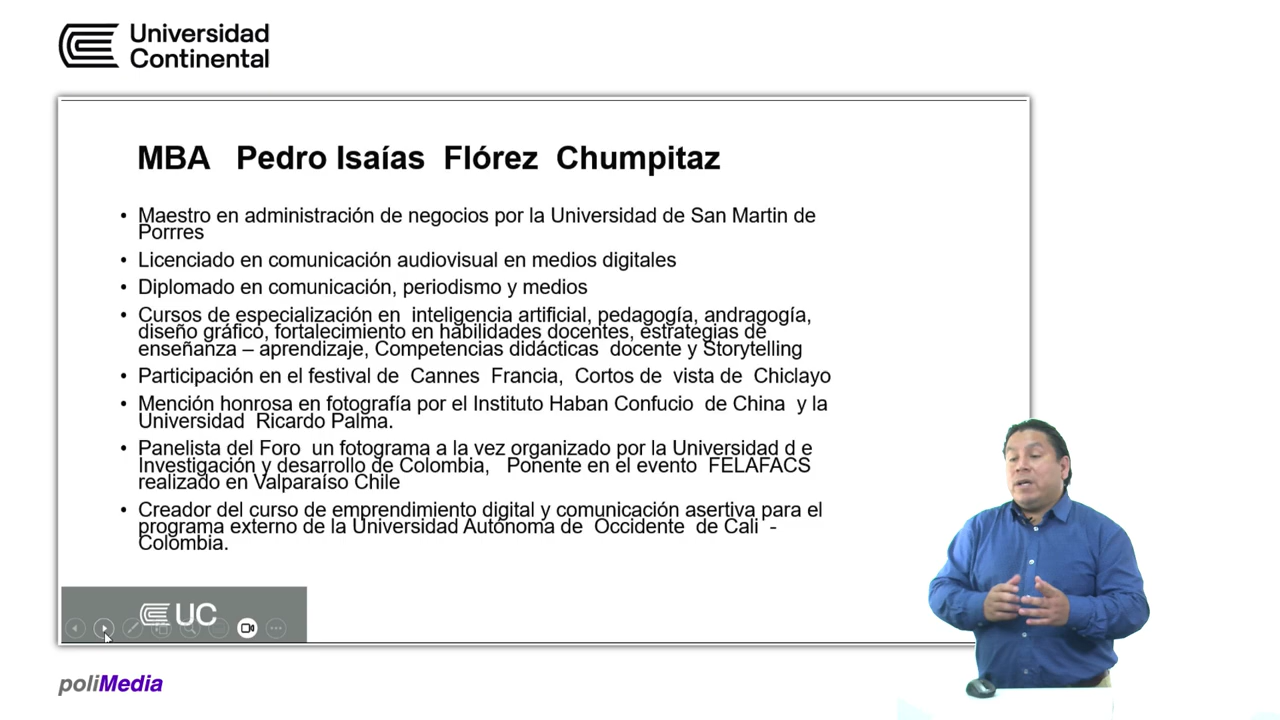 Universidad
Continental
MBA Pedro Isaías Flórez Chumpitaz
• Maestro en administración de negocios por la Universidad de San Martin de
Porrres
• Licenciado en comunicación audiovisual en medios digitales
• Diplomado en comunicación, periodismo y medios
• Cursos de especialización en inteligencia artificial, pedagogía, andragogía,
diseño gráfico, fortalecimiento en habilidades docentes, estrategias de
enseñanza – aprendizaje, Competencias didácticas docente y Storytelling
• Participación en el festival de Cannes Francia, Cortos de vista de Chiclayo
• Mención honrosa en fotografía por el Instituto Haban Confucio de China y la
Universidad Ricardo Palma.
• Panelista del Foro un fotograma a la vez organizado por la Universidad d e
Investigación y desarrollo de Colombia, Ponente en el evento FELAFACS
realizado en Valparaíso Chile
• Creador del curso de emprendimiento digital y comunicación asertiva para el
programa externo de la Universidad Autónoma de Occidente de Cali -
Colombia.
UC
poliMedia